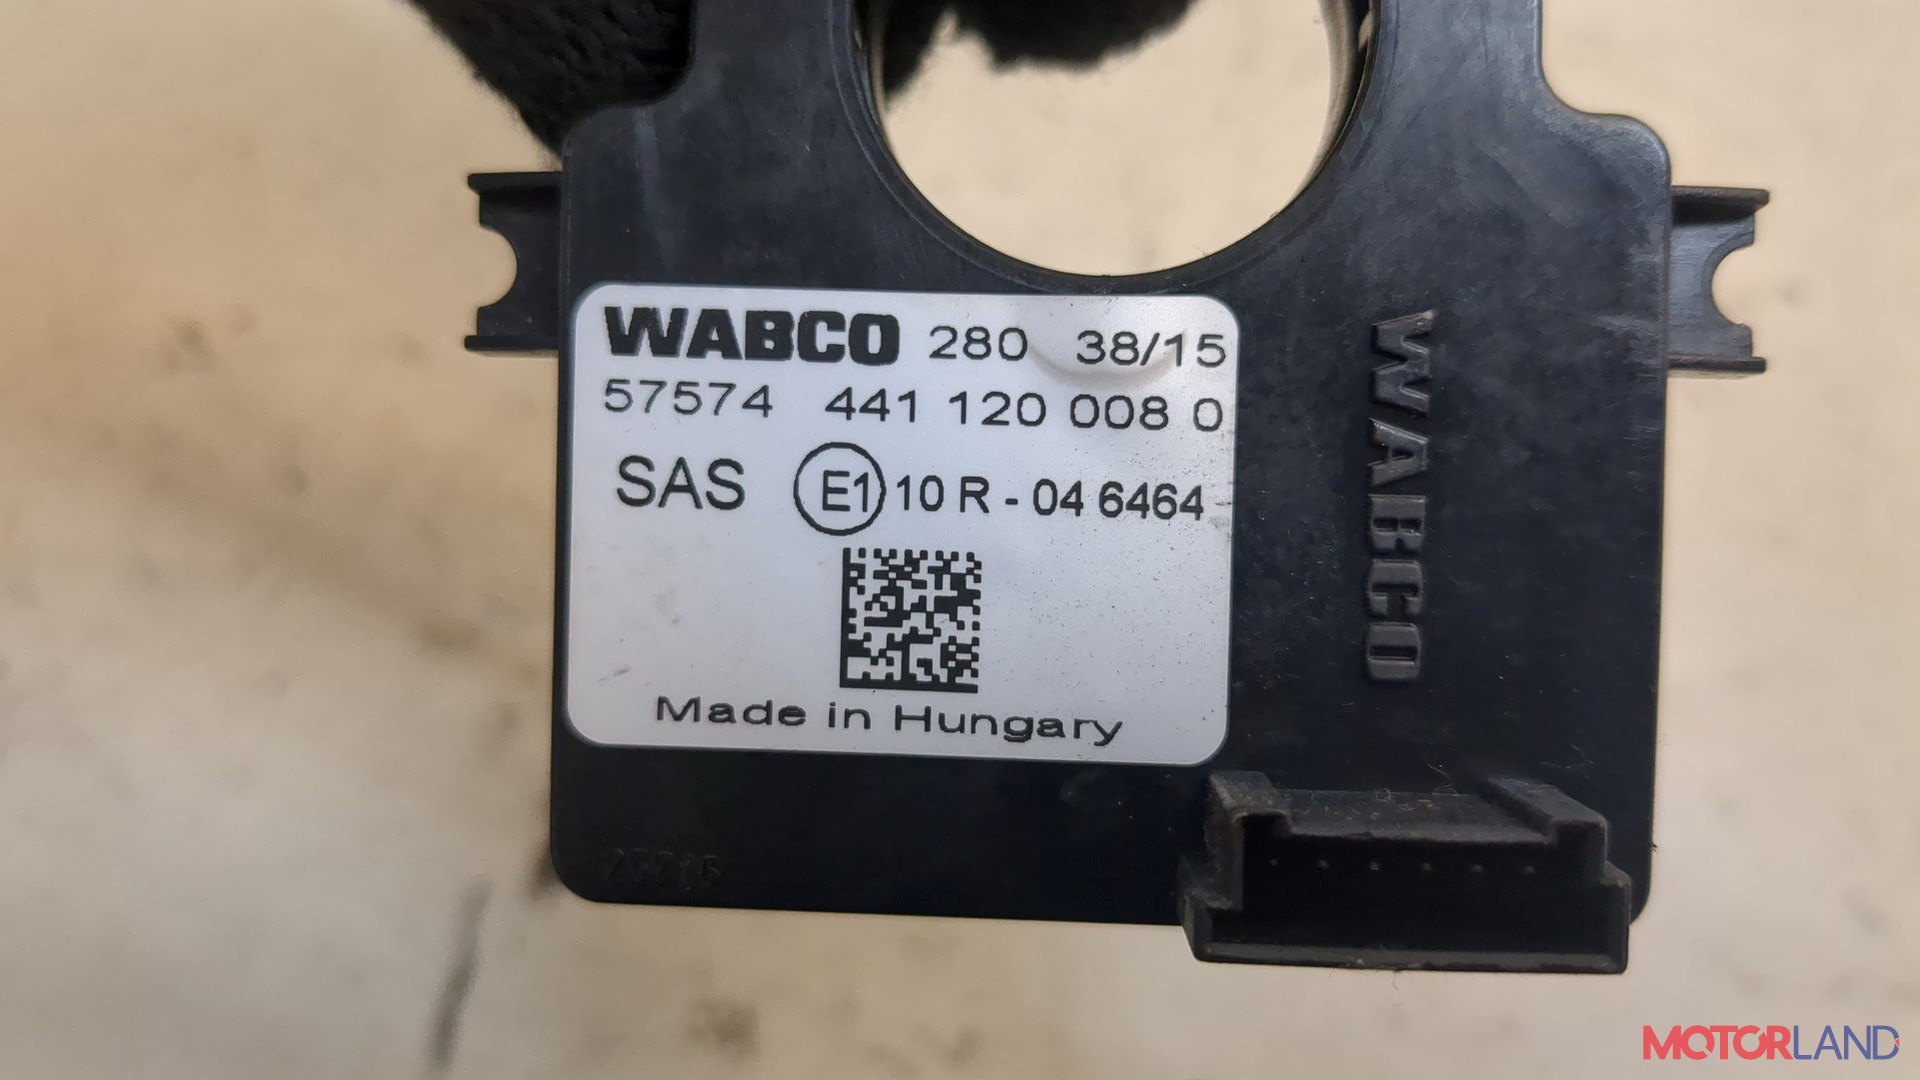 WABCO 280 38/15
57574 441 120 008 0
SAS E1 10 R - 04 6464
Made in Hungary
WABCO
MOTORLAND